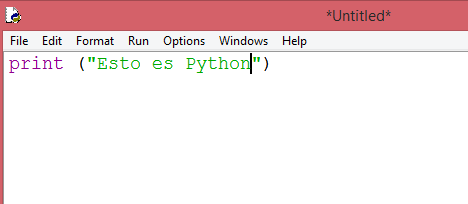 *Untitled*
File Edit Format Run Options Windows Help
print ("Esto es Python")